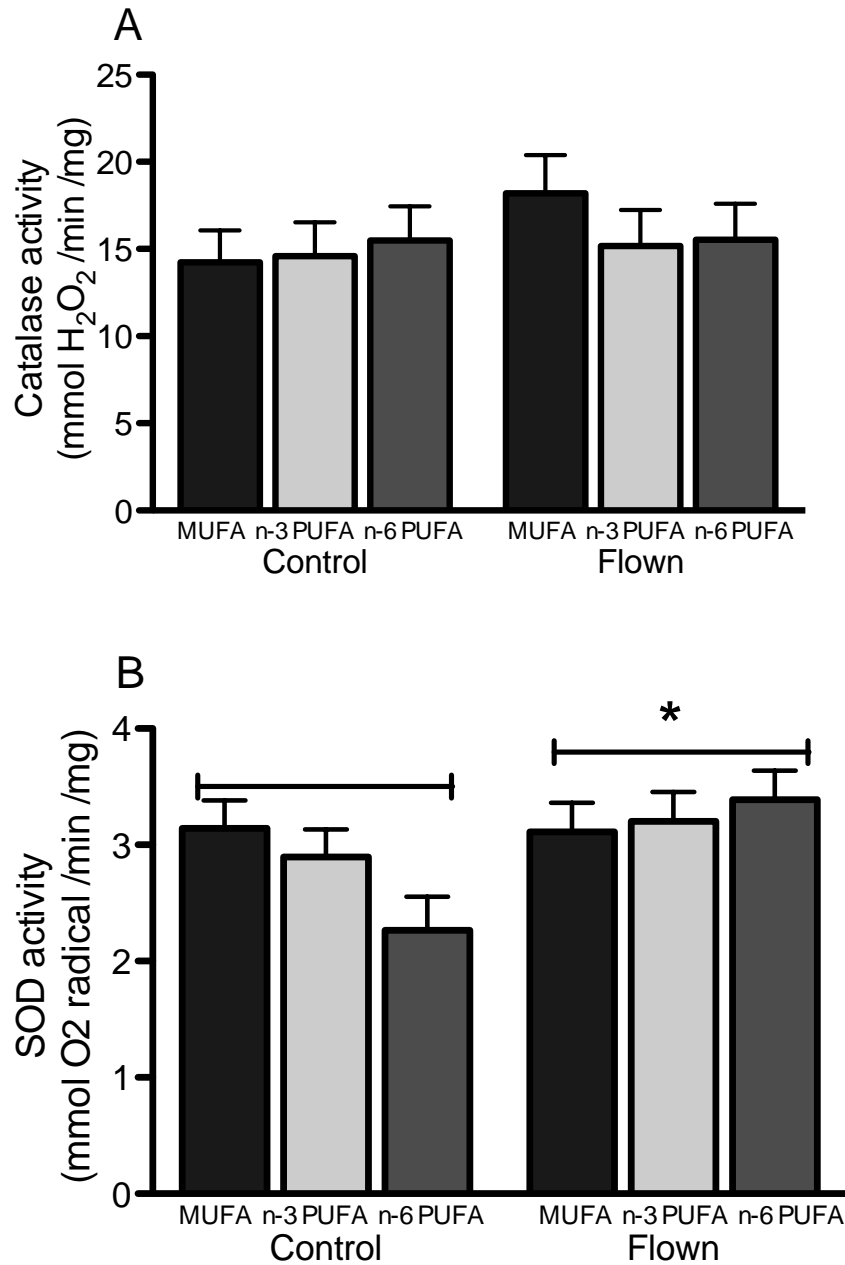 A
Catalase activity
(mmol H2O2 /min /mg)
25
20
15
10
5
0
MUFA n-3 PUFA n-6 PUFA MUFA n-3 PUFA n-6 PUFA
Control Flown
B
SOD activity
(mmol O2 radical /min /mg)
*
4
3
2
1
0
MUFA n-3 PUFA n-6 PUFA MUFA n-3 PUFA n-6 PUFA
Control Flown